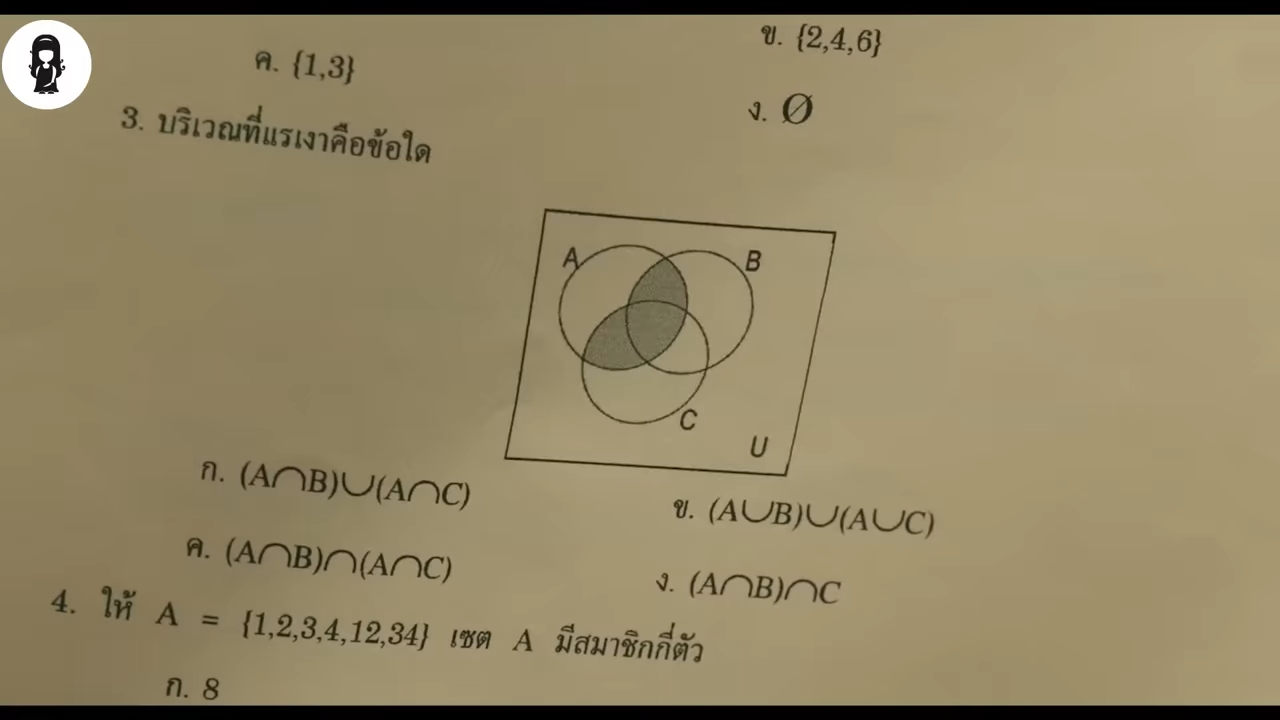 ข. {2,4,6}
ค. {1,3}
ง. Ø
3. บริเวณที่แรเงาคือข้อใด
A B
C
U
ก. (A∩B)∪(A∩C)
ข. (A∪B)∪(A∪C)
ค. (A∩B)∩(A∩C)
ง. (A∩B)∩C
4. ให้ A = {1,2,3,4,12,34} เซต A มีสมาชิกกี่ตัว
ก. 8